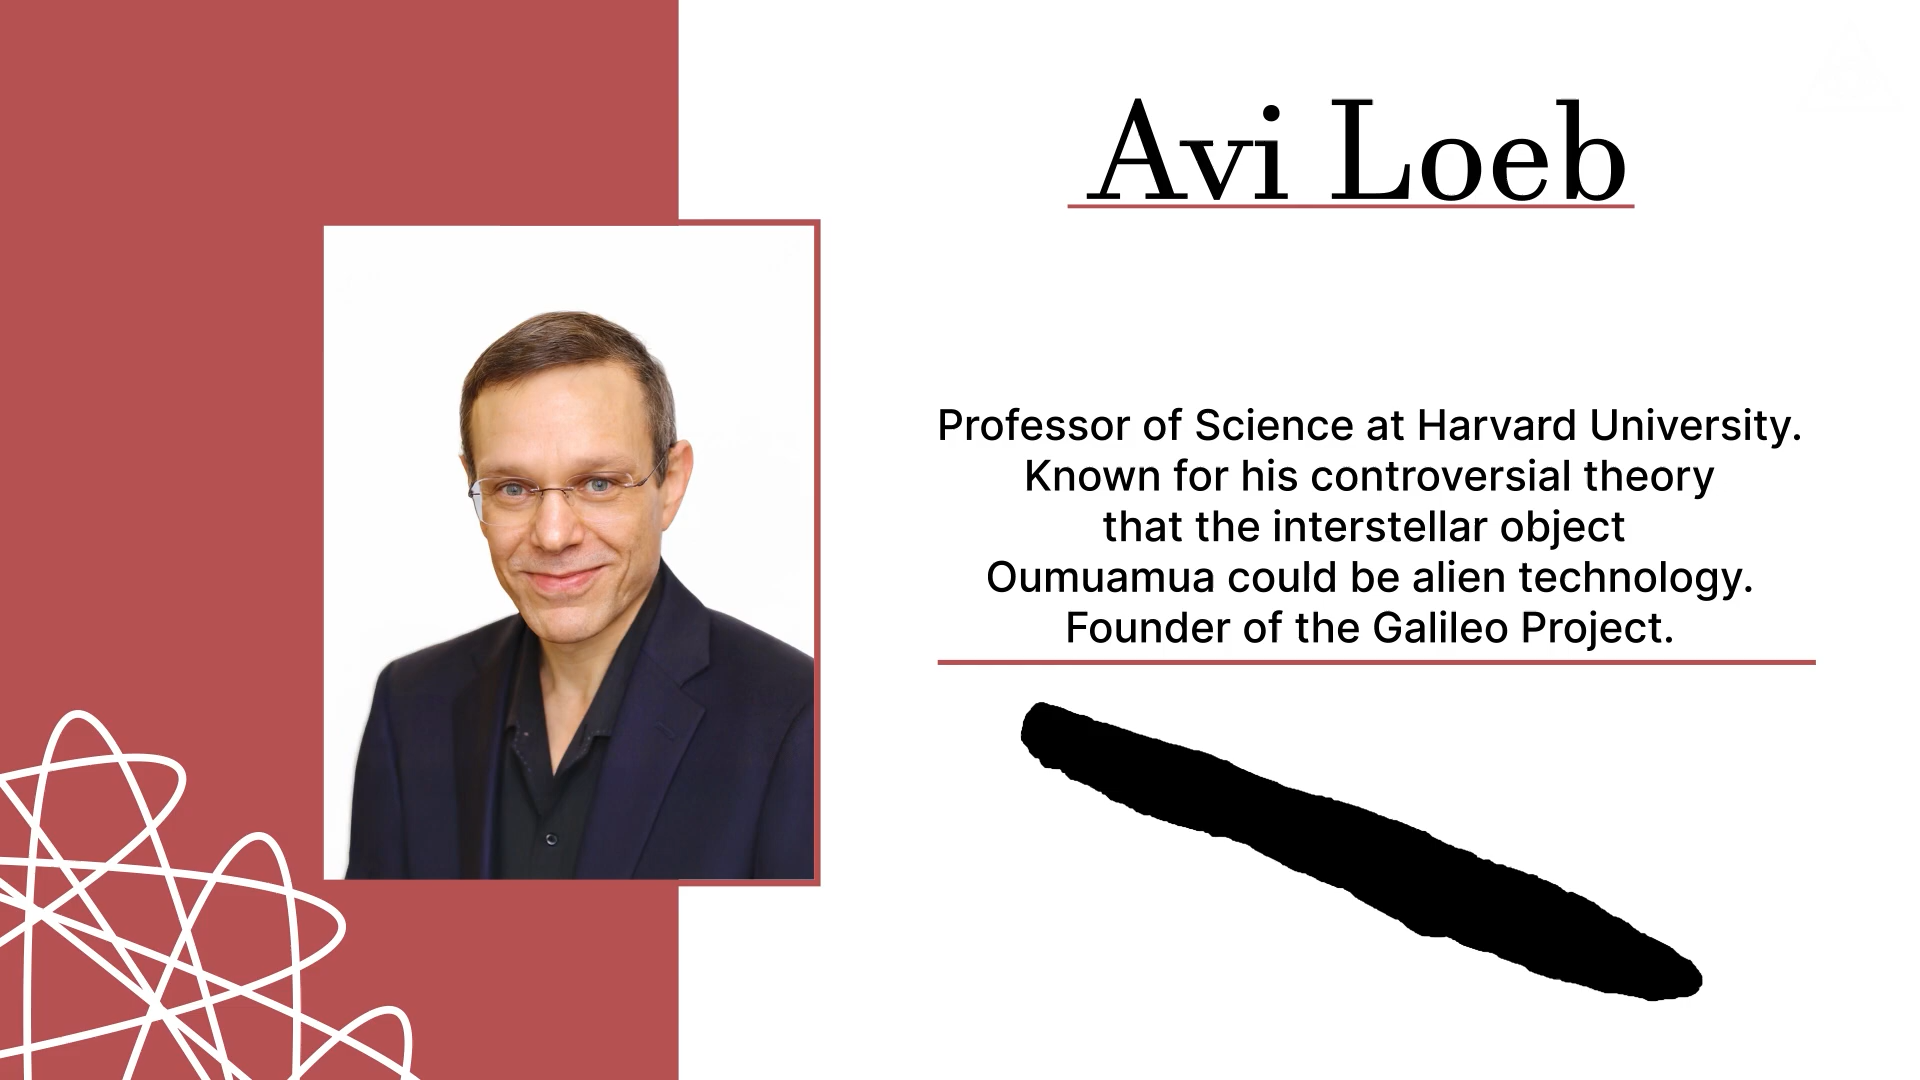 Avi Loeb
Professor of Science at Harvard University.
Known for his controversial theory
that the interstellar object
Oumuamua could be alien technology.
Founder of the Galileo Project.